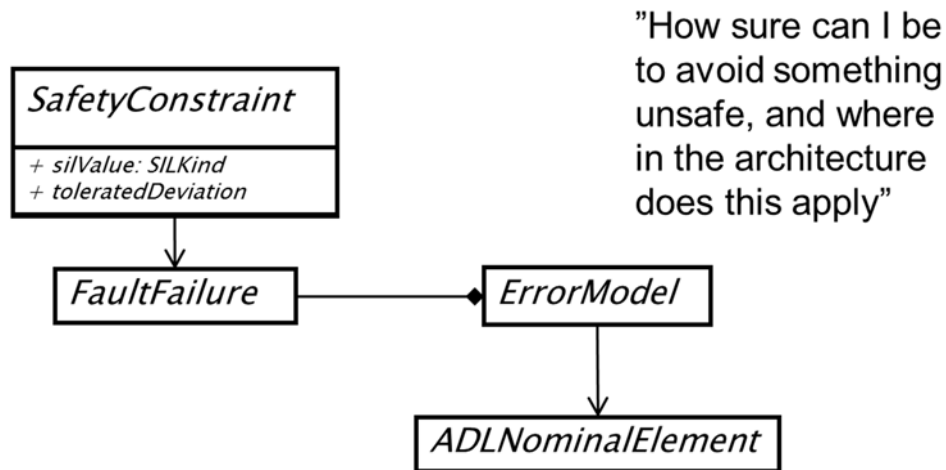 ”How sure can I be
to avoid something
unsafe, and where
in the architecture
does this apply”
SafetyConstraint
+ silValue: SILKind
+ toleratedDeviation
FaultFailure
ErrorModel
ADLNominalElement